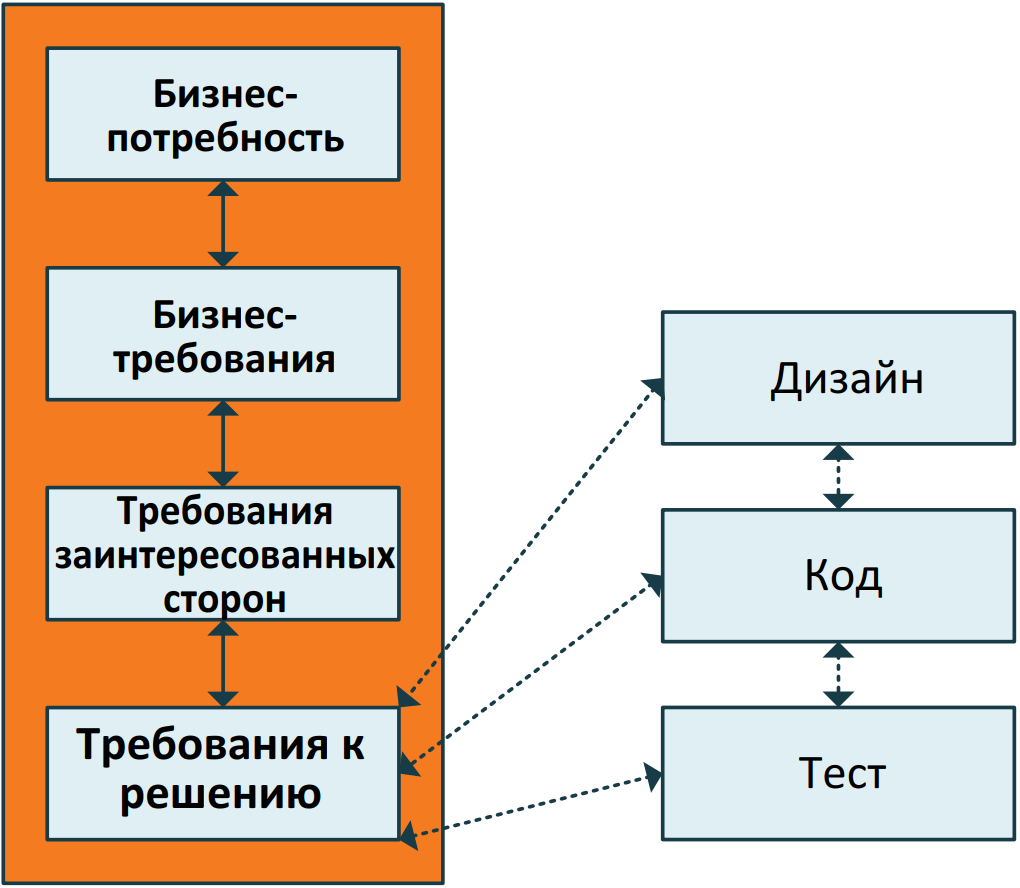 Бизнес-
потребность
Бизнес-
требования
Требования
заинтересованных
сторон
Требования к
решению
Дизайн
Код
Тест